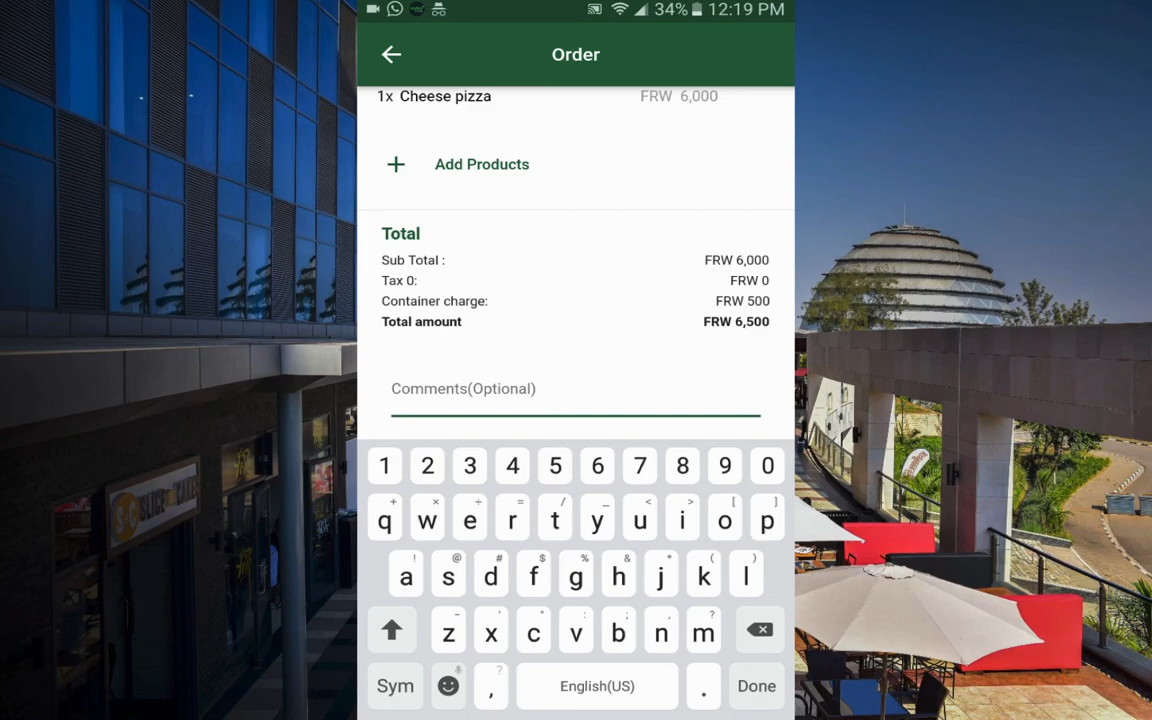 34% 12:19 PM
Order
1x Cheese pizza FRW 6,000
+ Add Products
Total
Sub Total : FRW 6,000
Tax 0: FRW 0
Container charge: FRW 500
Total amount FRW 6,500
Comments(Optional)
1 2 3 4 5 6 7 8 9 0
+ × ÷ = / _ < > [ ]
q w e r t y u i o p
! @ # $ % & * ( )
a s d f g h j k l
- ' " : ; , ?
z x c v b n m
Sym , English(US) . Done
SLICE CAKE